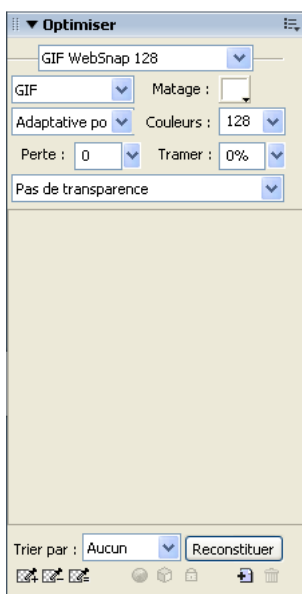 Optimiser
GIF WebSnap 128
GIF Matage :
Adaptative po Couleurs : 128
Perte : 0 Tramer : 0%
Pas de transparence
Trier par : Aucun Reconstituer